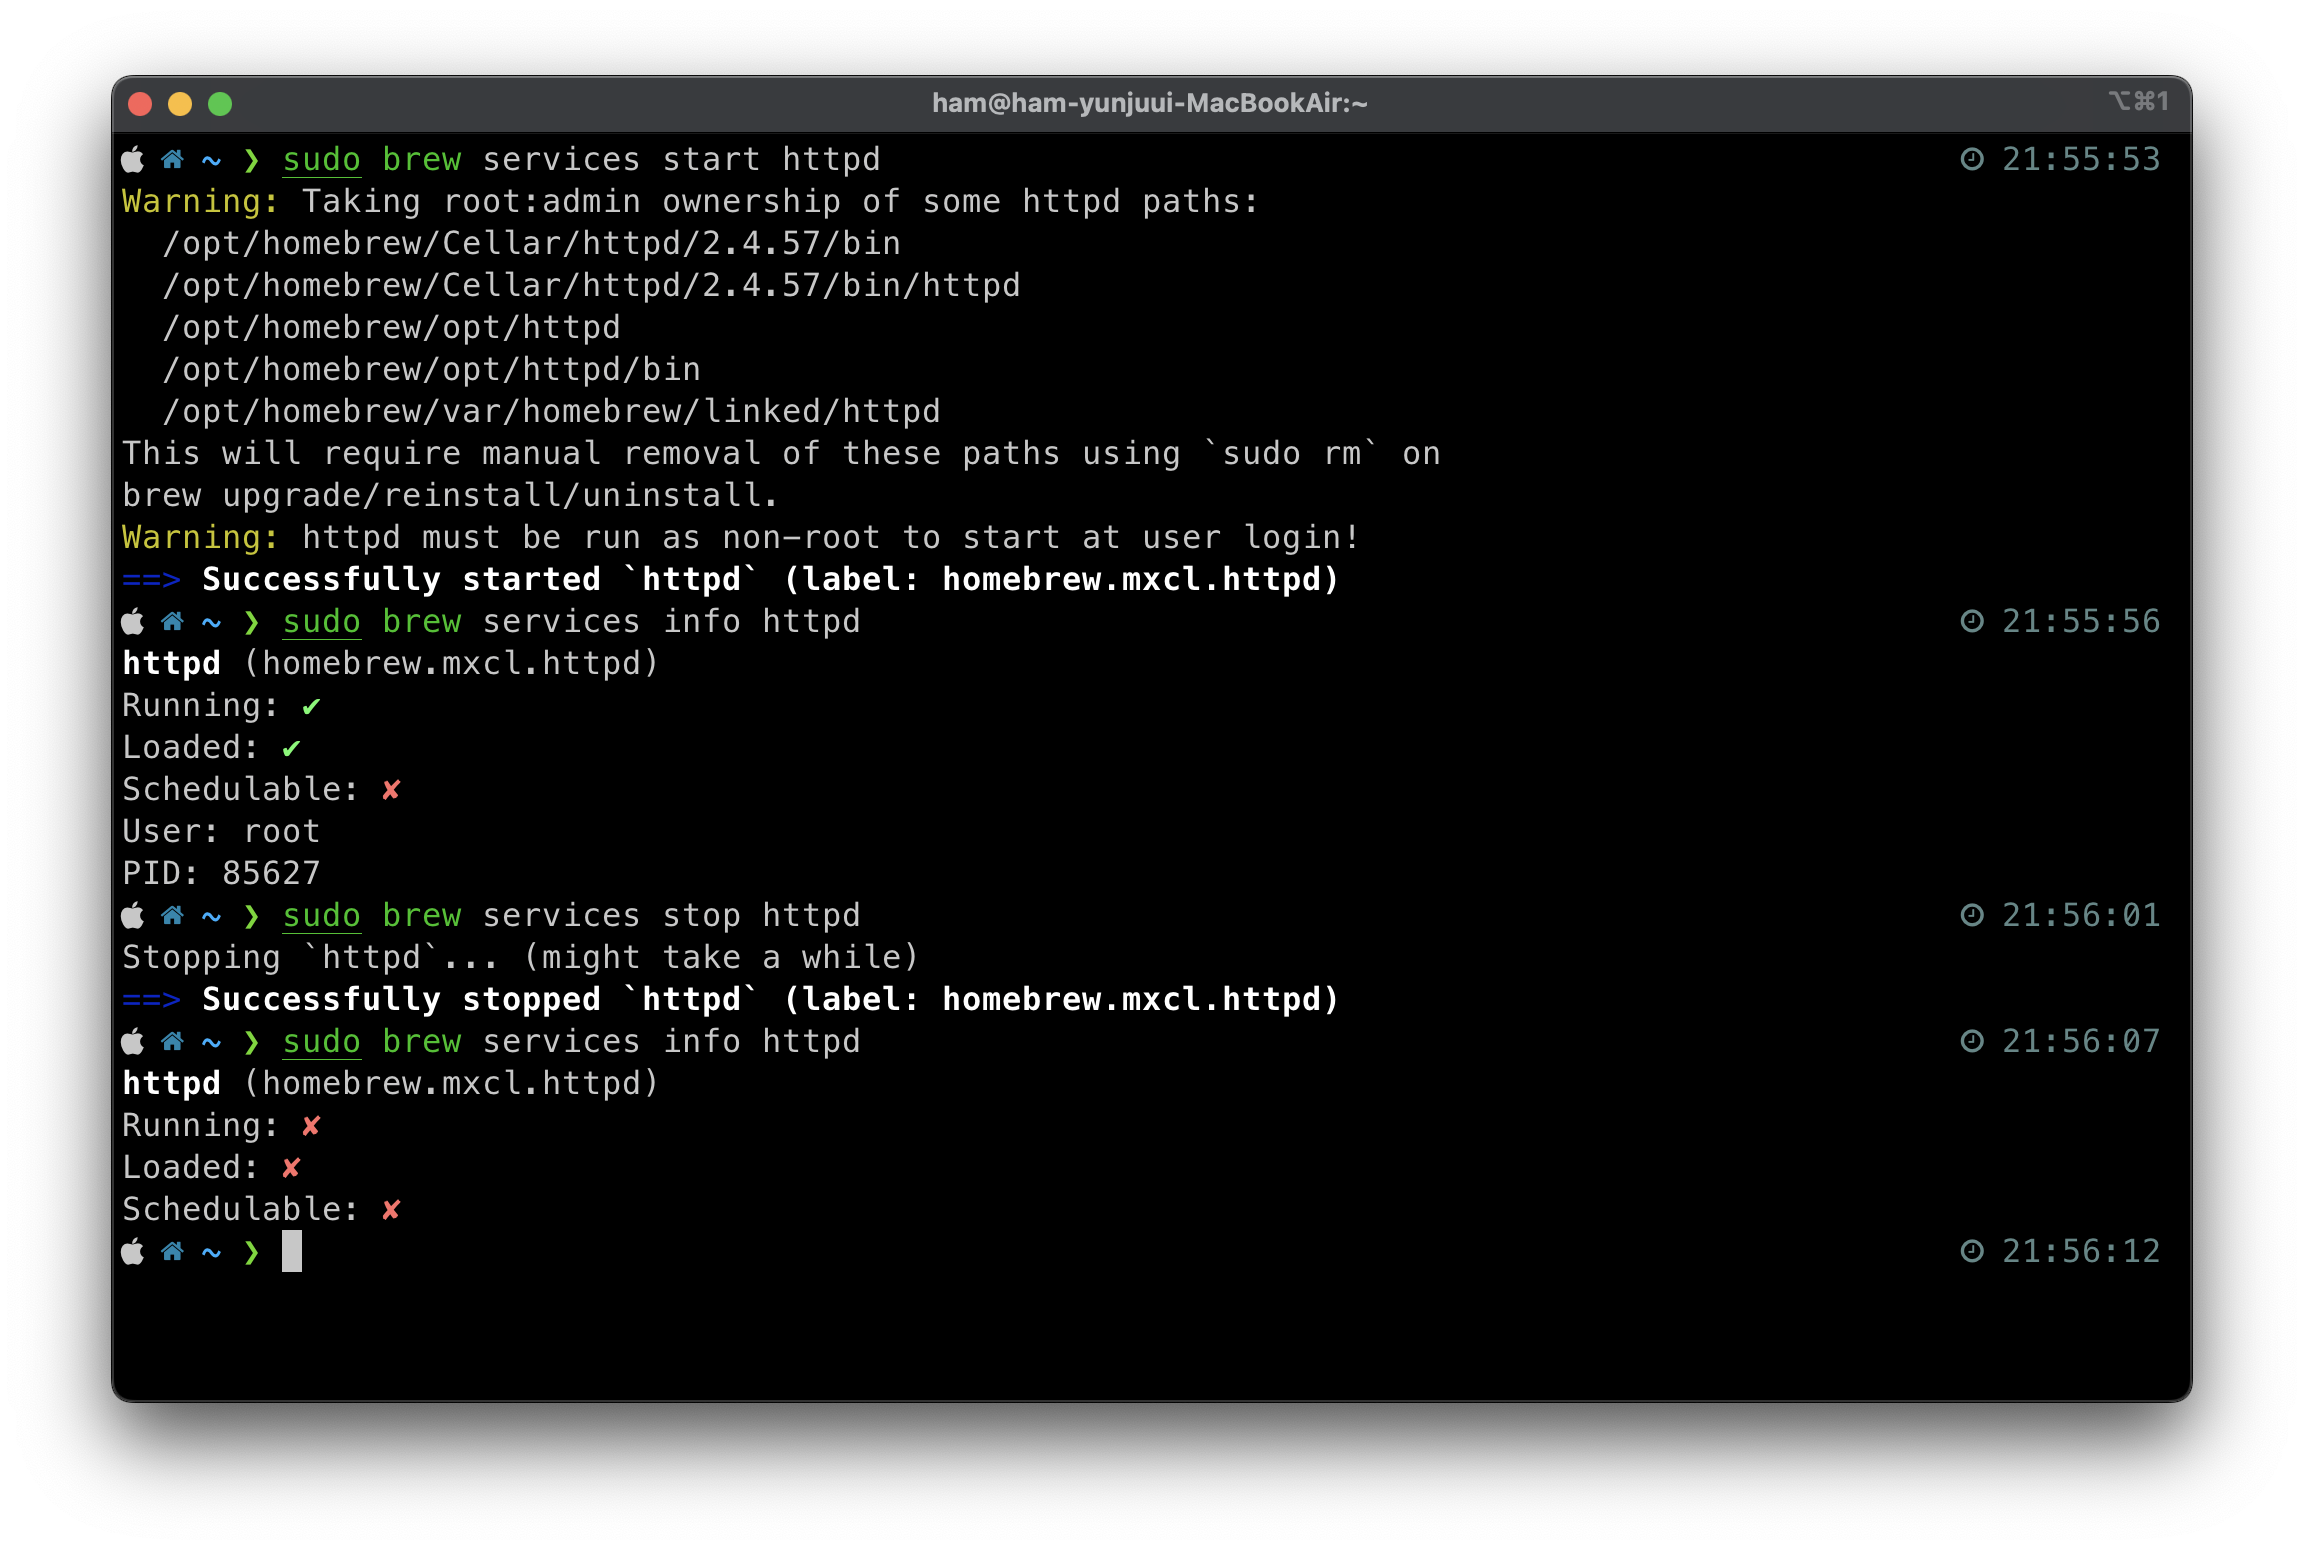 ham@ham-yunjuui-MacBookAir:~ ⌥⌘1
~ ❯ sudo brew services start httpd 21:55:53
Warning: Taking root:admin ownership of some httpd paths:
  /opt/homebrew/Cellar/httpd/2.4.57/bin
  /opt/homebrew/Cellar/httpd/2.4.57/bin/httpd
  /opt/homebrew/opt/httpd
  /opt/homebrew/opt/httpd/bin
  /opt/homebrew/var/homebrew/linked/httpd
This will require manual removal of these paths using `sudo rm` on
brew upgrade/reinstall/uninstall.
Warning: httpd must be run as non-root to start at user login!
==> Successfully started `httpd` (label: homebrew.mxcl.httpd)
~ ❯ sudo brew services info httpd 21:55:56
httpd (homebrew.mxcl.httpd)
Running: ✔
Loaded: ✔
Schedulable: ✘
User: root
PID: 85627
~ ❯ sudo brew services stop httpd 21:56:01
Stopping `httpd`... (might take a while)
==> Successfully stopped `httpd` (label: homebrew.mxcl.httpd)
~ ❯ sudo brew services info httpd 21:56:07
httpd (homebrew.mxcl.httpd)
Running: ✘
Loaded: ✘
Schedulable: ✘
~ ❯ 21:56:12